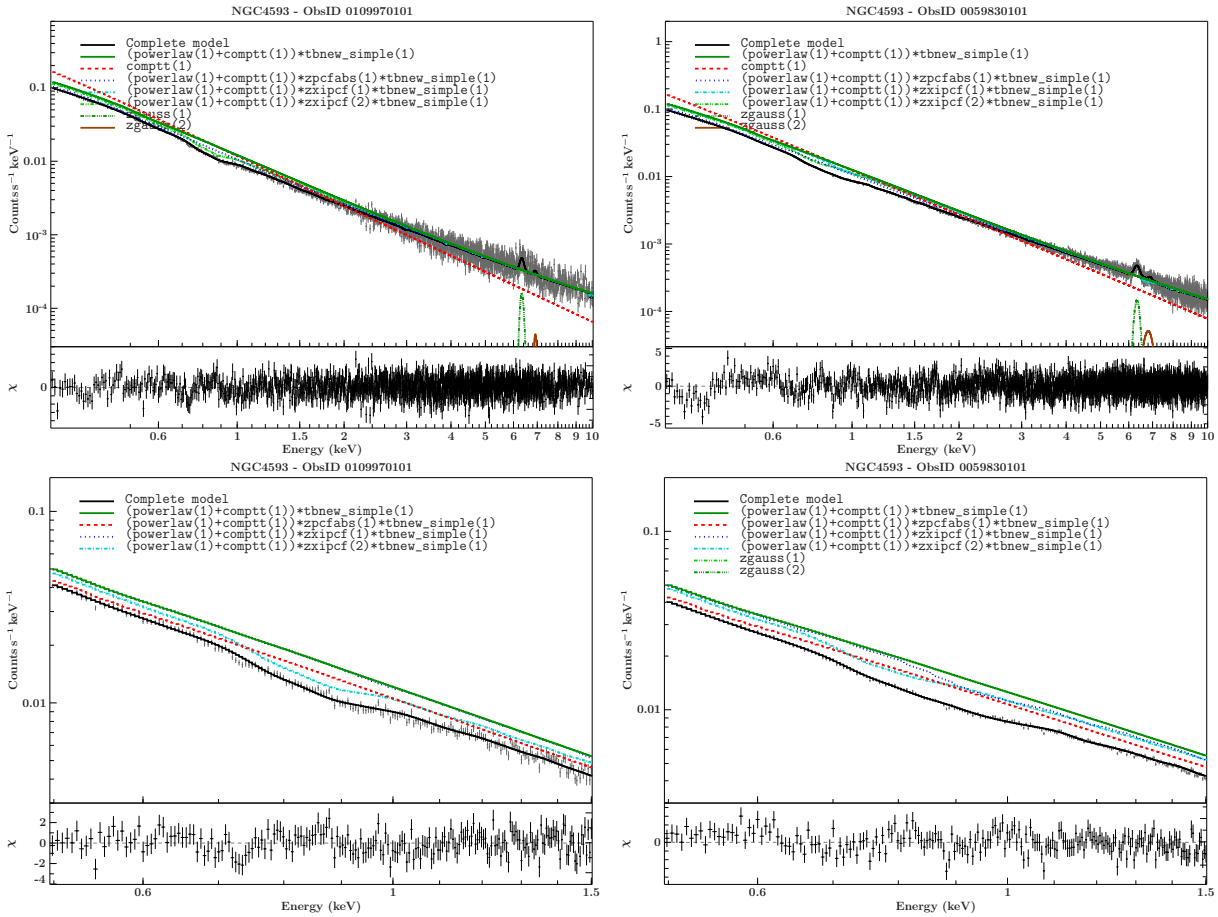 NGC4593 - ObsID 0109970101
Complete model
(powerlaw(1)+comptt(1))*tbnew_simple(1)
comptt(1)
(powerlaw(1)+comptt(1))*zpcfabs(1)*tbnew_simple(1)
(powerlaw(1)+comptt(1))*zxipcf(1)*tbnew_simple(1)
(powerlaw(1)+comptt(1))*zxipcf(2)*tbnew_simple(1)
zgauss(1)
zgauss(2)
0.1
0.01
10⁻³
10⁻⁴
Counts s⁻¹ keV⁻¹
0
χ
0.6 1 1.5 2 3 4 5 6 7 8 9 10
Energy (keV)
NGC4593 - ObsID 0059830101
Complete model
(powerlaw(1)+comptt(1))*tbnew_simple(1)
comptt(1)
(powerlaw(1)+comptt(1))*zpcfabs(1)*tbnew_simple(1)
(powerlaw(1)+comptt(1))*zxipcf(1)*tbnew_simple(1)
(powerlaw(1)+comptt(1))*zxipcf(2)*tbnew_simple(1)
zgauss(1)
zgauss(2)
1
0.1
0.01
10⁻³
10⁻⁴
Counts s⁻¹ keV⁻¹
5
0
-5
χ
0.6 1 1.5 2 3 4 5 6 7 8 9 10
Energy (keV)
NGC4593 - ObsID 0109970101
Complete model
(powerlaw(1)+comptt(1))*tbnew_simple(1)
(powerlaw(1)+comptt(1))*zpcfabs(1)*tbnew_simple(1)
(powerlaw(1)+comptt(1))*zxipcf(1)*tbnew_simple(1)
(powerlaw(1)+comptt(1))*zxipcf(2)*tbnew_simple(1)
0.1
0.01
Counts s⁻¹ keV⁻¹
2
0
-2
-4
χ
0.6 1 1.5
Energy (keV)
NGC4593 - ObsID 0059830101
Complete model
(powerlaw(1)+comptt(1))*tbnew_simple(1)
(powerlaw(1)+comptt(1))*zpcfabs(1)*tbnew_simple(1)
(powerlaw(1)+comptt(1))*zxipcf(1)*tbnew_simple(1)
(powerlaw(1)+comptt(1))*zxipcf(2)*tbnew_simple(1)
zgauss(1)
zgauss(2)
0.1
0.01
Counts s⁻¹ keV⁻¹
0
χ
0.6 1 1.5
Energy (keV)